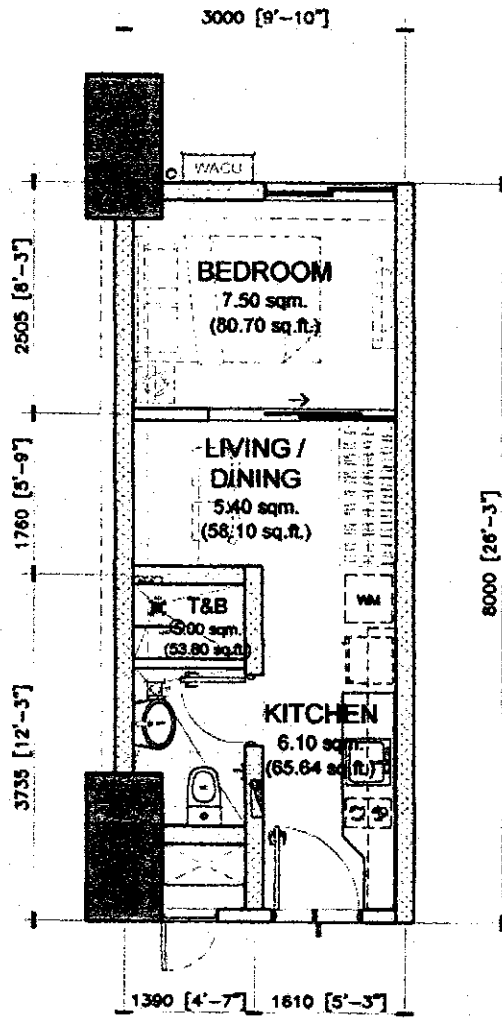 3000 [9'-10"]
WACU
2505 [8'-3"]
BEDROOM
7.50 sqm.
(80.70 sq.ft.)
1760 [5'-9"]
LIVING /
DINING
5.40 sqm.
(58.10 sq.ft.)
8000 [26'-3"]
WM
T&B
5.00 sqm.
(53.80 sq.ft.)
3735 [12'-3"]
KITCHEN
6.10 sqm.
(65.64 sq.ft.)
1390 [4'-7"]
1610 [5'-3"]